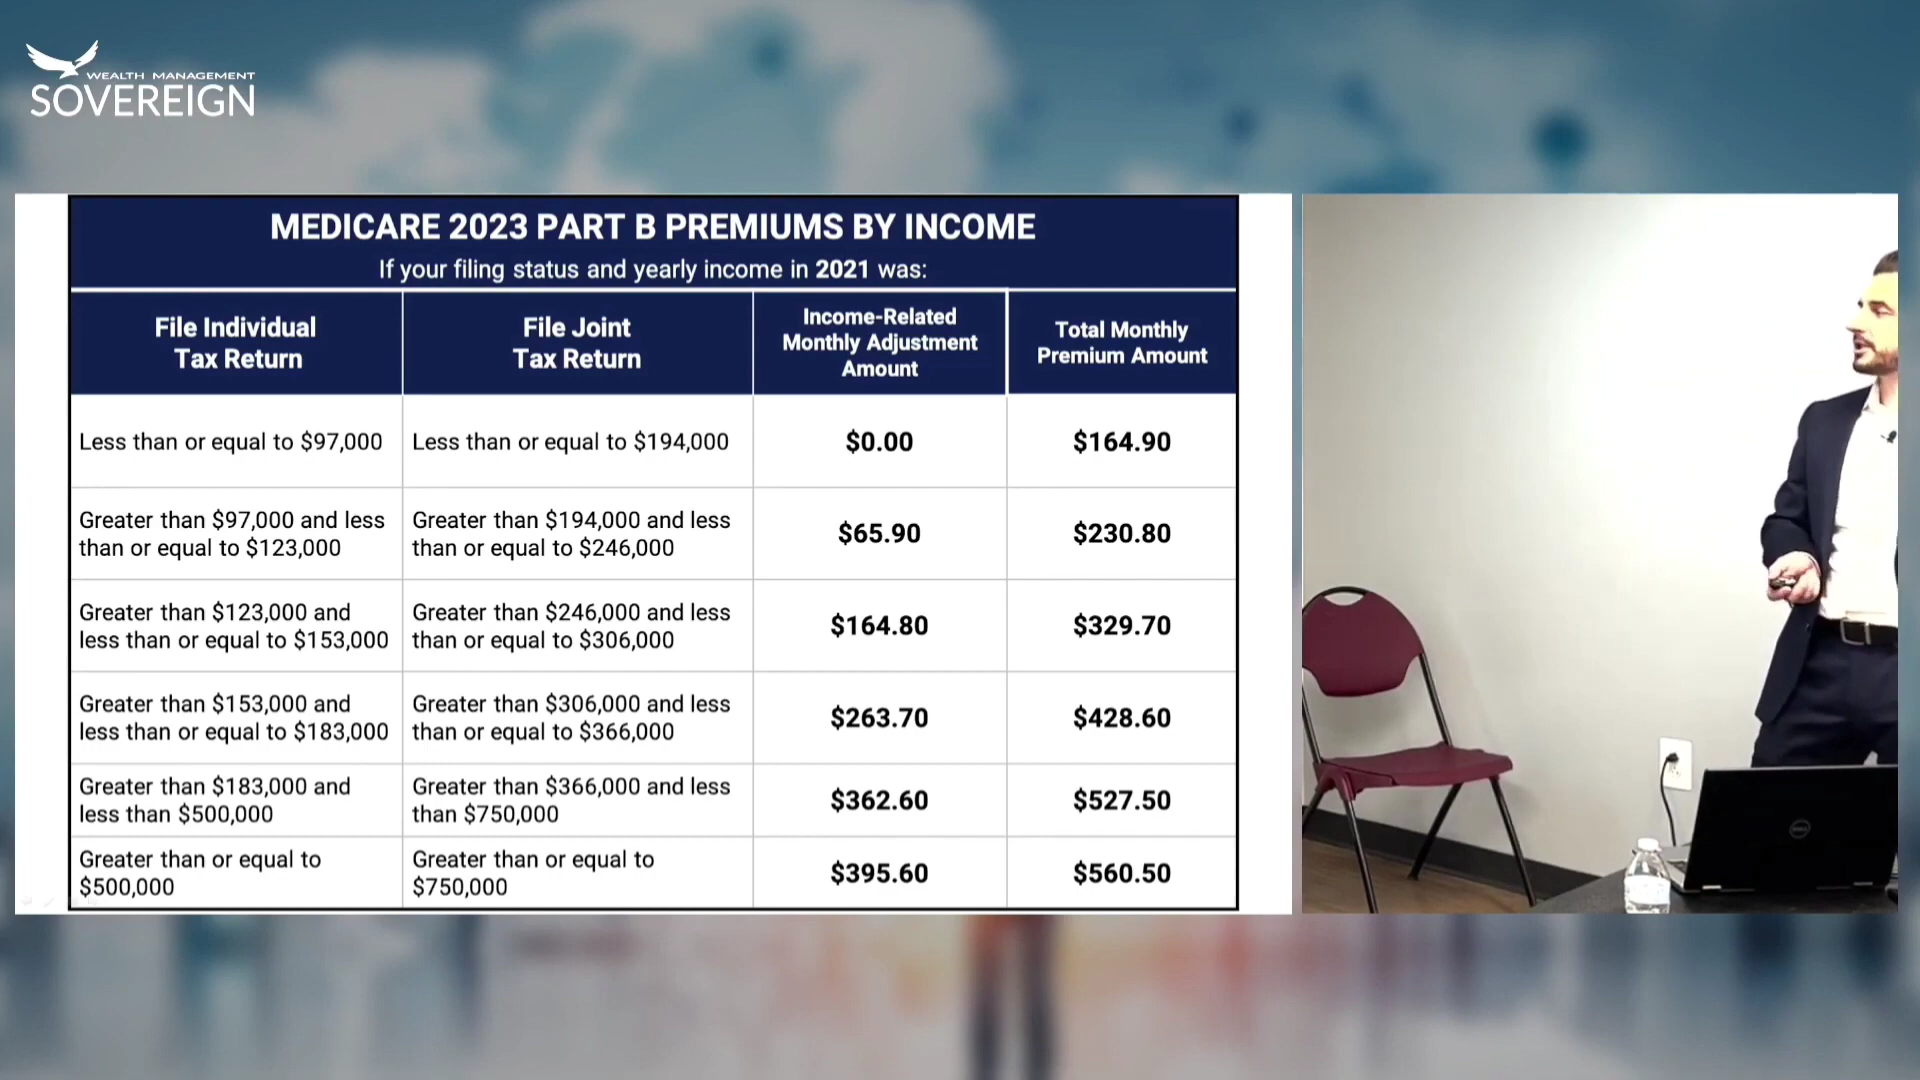 WEALTH MANAGEMENT
SOVEREIGN
MEDICARE 2023 PART B PREMIUMS BY INCOME
If your filing status and yearly income in 2021 was:
File Individual
Tax Return
File Joint
Tax Return
Income-Related
Monthly Adjustment
Amount
Total Monthly
Premium Amount
Less than or equal to $97,000
Less than or equal to $194,000
$0.00
$164.90
Greater than $97,000 and less
than or equal to $123,000
Greater than $194,000 and less
than or equal to $246,000
$65.90
$230.80
Greater than $123,000 and
less than or equal to $153,000
Greater than $246,000 and less
than or equal to $306,000
$164.80
$329.70
Greater than $153,000 and
less than or equal to $183,000
Greater than $306,000 and less
than or equal to $366,000
$263.70
$428.60
Greater than $183,000 and
less than $500,000
Greater than $366,000 and less
than $750,000
$362.60
$527.50
Greater than or equal to
$500,000
Greater than or equal to
$750,000
$395.60
$560.50
DELL